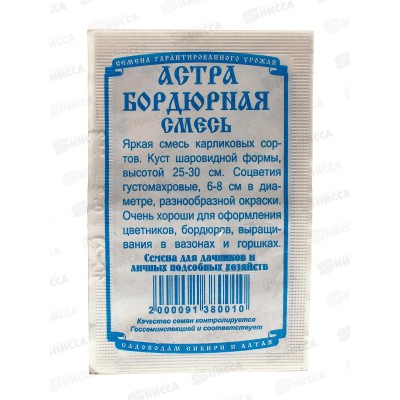 СЕМЕНА ГАРАНТИРОВАННОГО УРОЖАЯ
АСТРА
БОРДЮРНАЯ
СМЕСЬ
Яркая смесь карликовых сор-
тов. Куст шаровидной формы,
высотой 25-30 см. Соцветия
густомахровые, 6-8 см в диа-
метре, разнообразной окраски.
Очень хороши для оформления
цветников, бордюров, выращи-
вания в вазонах и горшках.
Семена для дачников и
личных подсобных хозяйств
2 000091 380010
Качество семян контролируется
Госсеминспекцией и соответствует
САДОВОДАМ СИБИРИ И АЛТАЯ